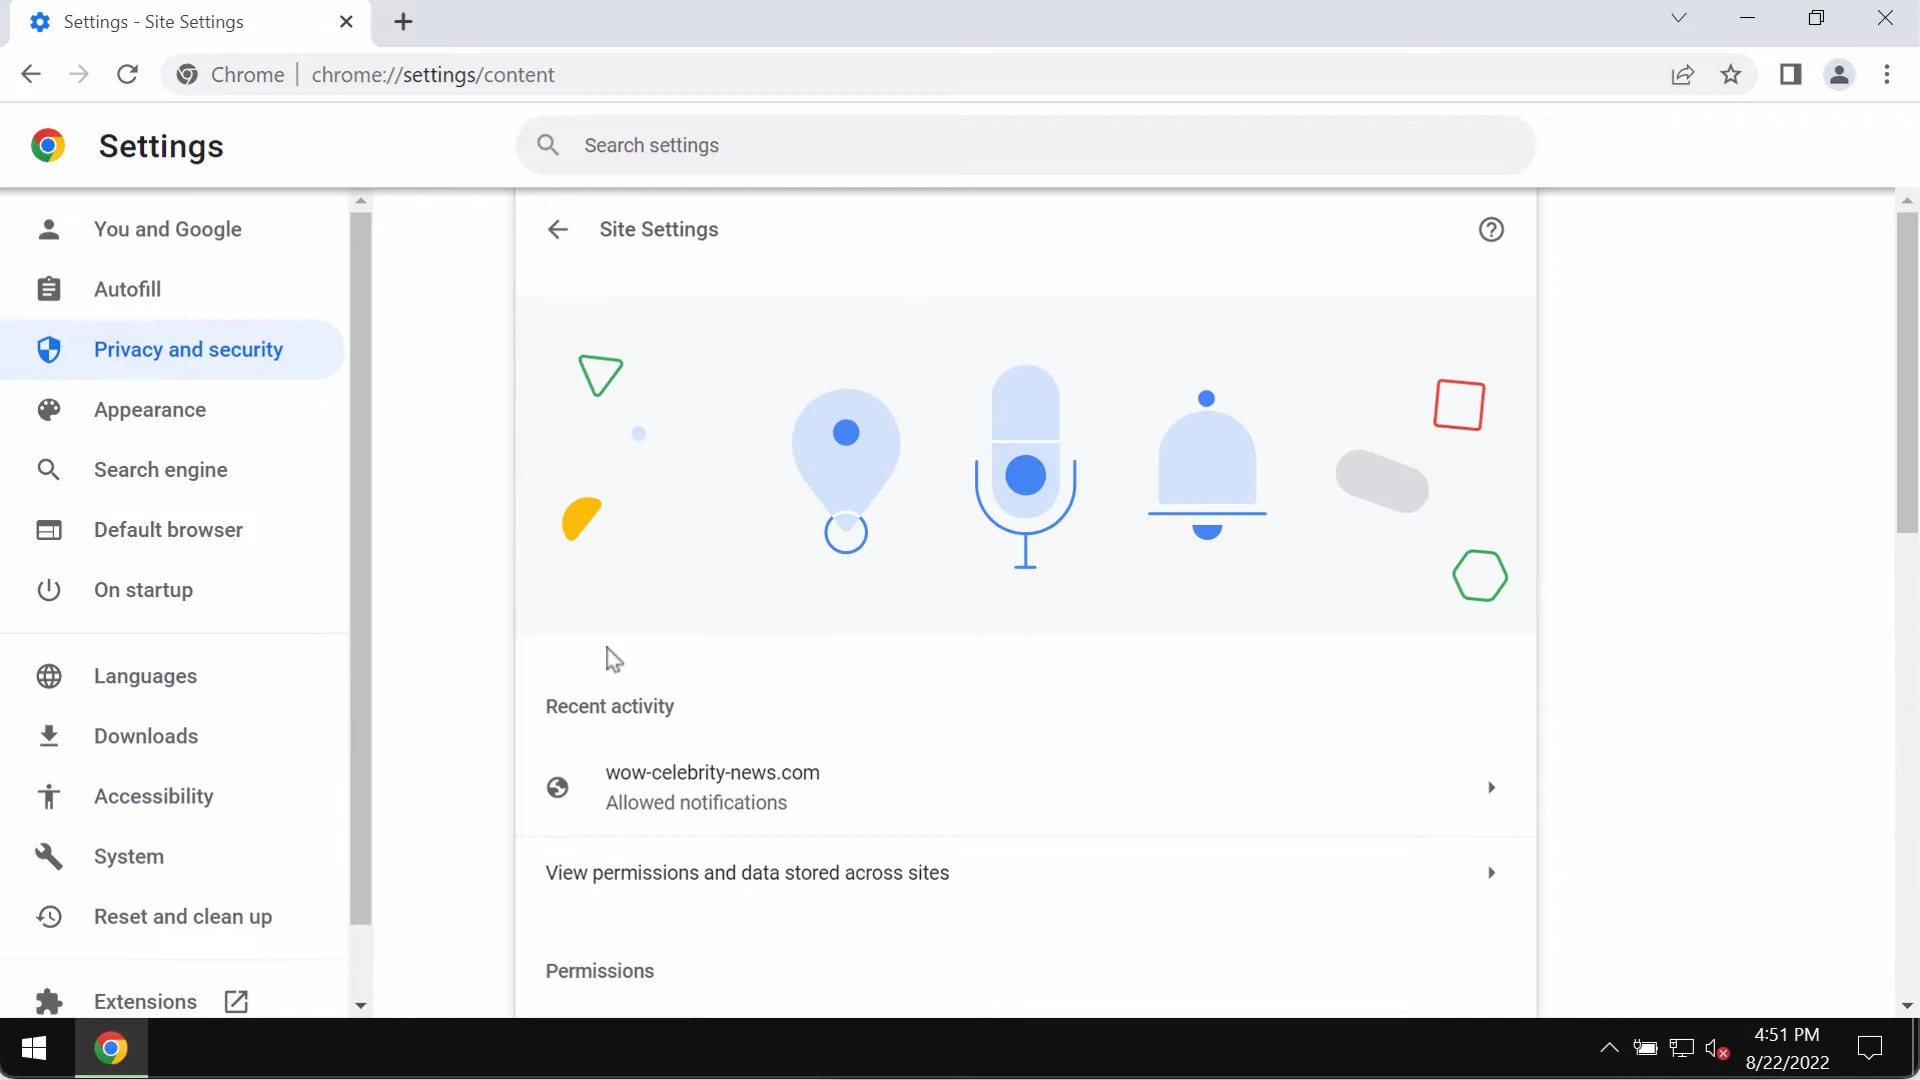 Settings - Site Settings
Chrome | chrome://settings/content
Settings
Search settings
You and Google
Autofill
Privacy and security
Appearance
Search engine
Default browser
On startup
Languages
Downloads
Accessibility
System
Reset and clean up
Extensions
Site Settings
Recent activity
wow-celebrity-news.com
Allowed notifications
View permissions and data stored across sites
Permissions
4:51 PM
8/22/2022